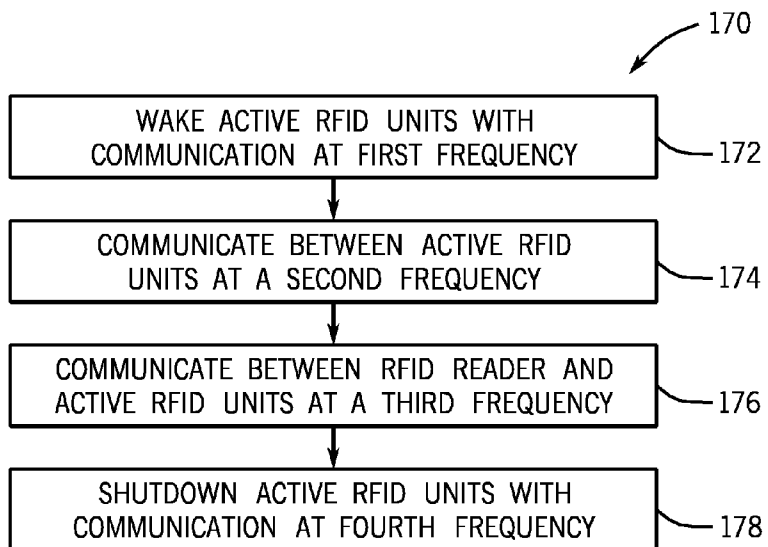 170
WAKE ACTIVE RFID UNITS WITH
COMMUNICATION AT FIRST FREQUENCY
172
COMMUNICATE BETWEEN ACTIVE RFID
UNITS AT A SECOND FREQUENCY
174
COMMUNICATE BETWEEN RFID READER AND
ACTIVE RFID UNITS AT A THIRD FREQUENCY
176
SHUTDOWN ACTIVE RFID UNITS WITH
COMMUNICATION AT FOURTH FREQUENCY
178